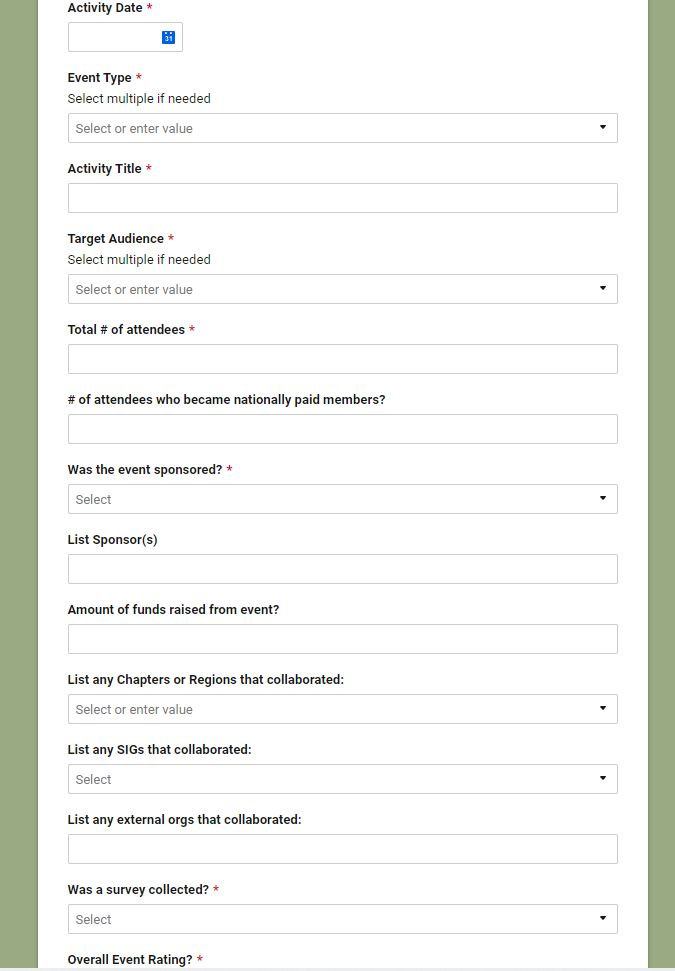 Activity Date *
31
Event Type *
Select multiple if needed
Select or enter value
Activity Title *
Target Audience *
Select multiple if needed
Select or enter value
Total # of attendees *
# of attendees who became nationally paid members?
Was the event sponsored? *
Select
List Sponsor(s)
Amount of funds raised from event?
List any Chapters or Regions that collaborated:
Select or enter value
List any SIGs that collaborated:
Select
List any external orgs that collaborated:
Was a survey collected? *
Select
Overall Event Rating? *